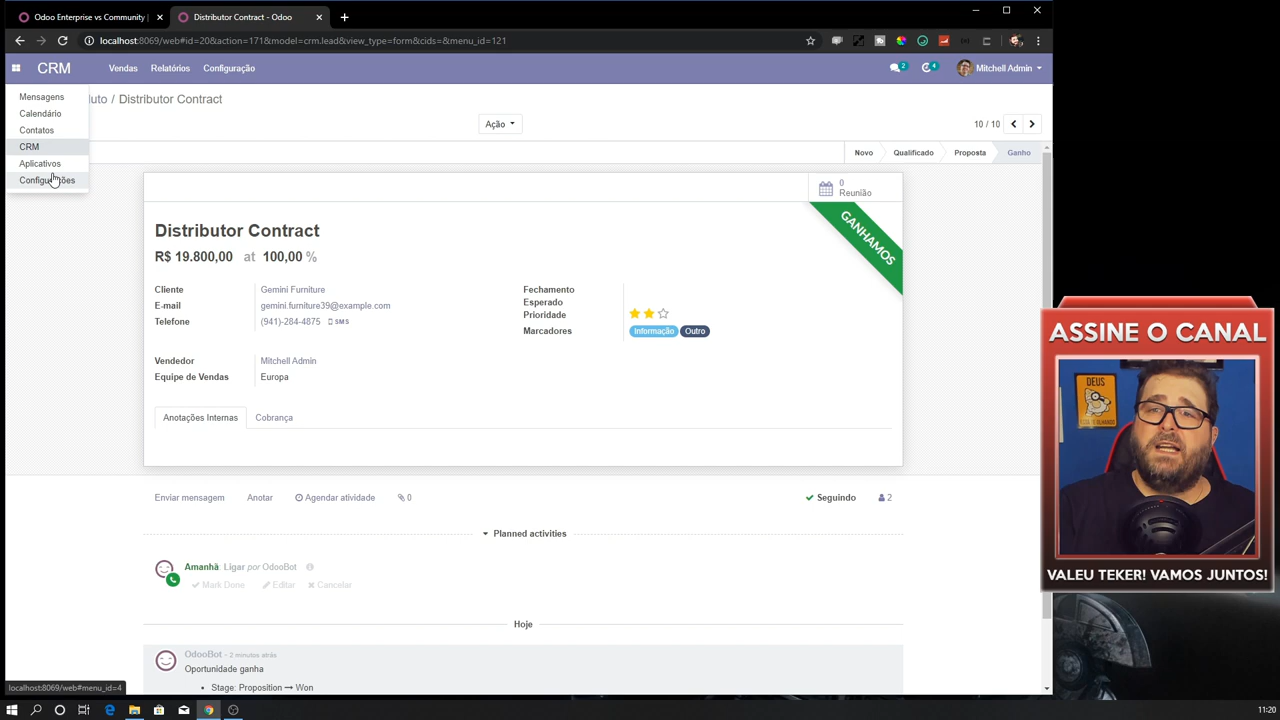 Odoo Enterprise vs Community |
Distributor Contract - Odoo
localhost:8069/web#id=20&action=171&model=crm.lead&view_type=form&cids=&menu_id=121
CRM
Vendas
Relatórios
Configuração
2
4
Mitchell Admin
Mensagens
Calendário
Contatos
CRM
Aplicativos
Configurações
uto / Distributor Contract
Ação
10 / 10
Novo
Qualificado
Proposta
Ganho
0
Reunião
GANHAMOS
Distributor Contract
R$ 19.800,00 at 100,00 %
Cliente
Gemini Furniture
E-mail
gemini.furniture39@example.com
Telefone
(941)-284-4875 SMS
Fechamento
Esperado
Prioridade
Marcadores
Informação Outro
Vendedor
Mitchell Admin
Equipe de Vendas
Europa
Anotações Internas
Cobrança
Enviar mensagem
Anotar
Agendar atividade
0
Seguindo
2
Planned activities
Amanhã: Ligar por OdooBot
Mark Done
Editar
Cancelar
Hoje
OdooBot - 2 minutos atrás
Oportunidade ganha
• Stage: Proposition → Won
localhost:8069/web#menu_id=4
ASSINE O CANAL
DEUS
VALEU TEKER! VAMOS JUNTOS!
11:20